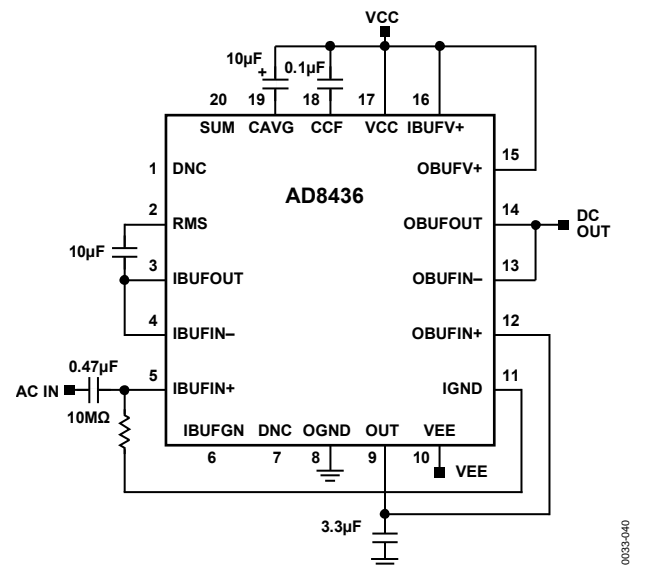 VCC
10µF
+
0.1µF
20 19 18 17 16
SUM CAVG CCF VCC IBUFV+
15
OBUFV+
1 DNC
AD8436
2 RMS
OBUFOUT 14
DC
OUT
10µF
3 IBUFOUT
OBUFIN– 13
4 IBUFIN–
OBUFIN+ 12
0.47µF
AC IN
5 IBUFIN+
IGND 11
10MΩ
IBUFGN DNC OGND OUT VEE
6 7 8 9 10
VEE
3.3µF
0033-040